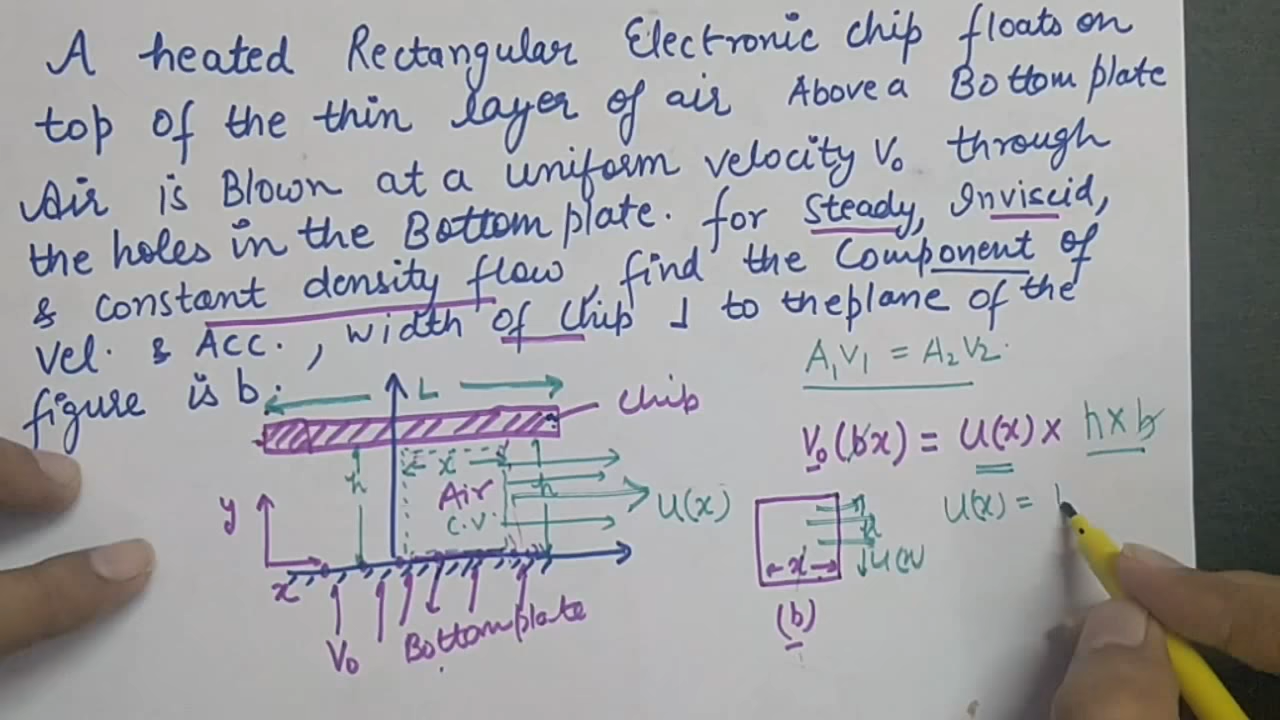 A heated Rectangular Electronic chip floats on
top of the thin layer of air Above a Bottom plate
Air is Blown at a uniform velocity V₀ through
the holes in the Bottom plate. for Steady, Inviscid,
& constant density flow, find the Component of
Vel. & Acc., width of Chip ⊥ to the plane of the
figure is b.
A₁V₁ = A₂V₂.
L
Chip
V₀(bx) = U(x) × h × b
h
x
h
Air
C.V.
U(x)
y
x
V₀
Bottom plate
U(x) =
h
x
U(x)
(b)